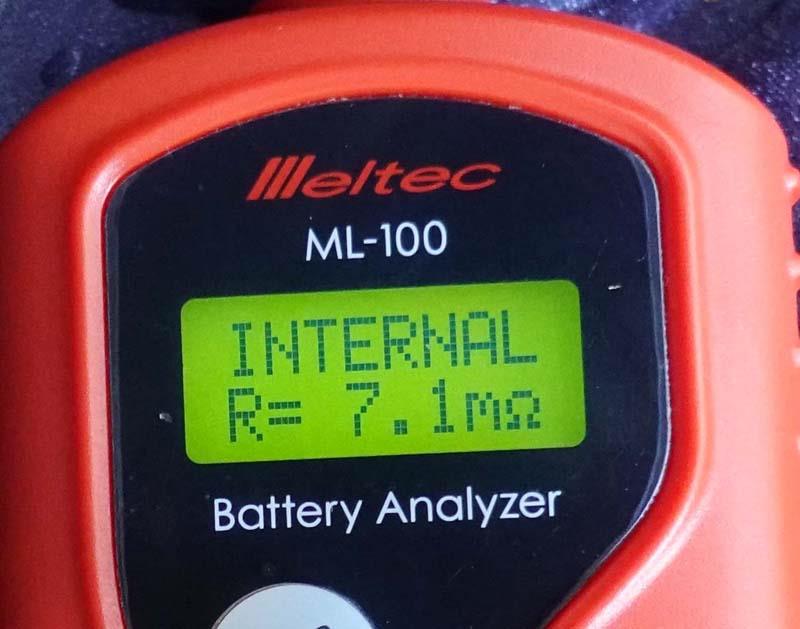 Meltec
ML-100
INTERNAL
R= 7.1mΩ
Battery Analyzer